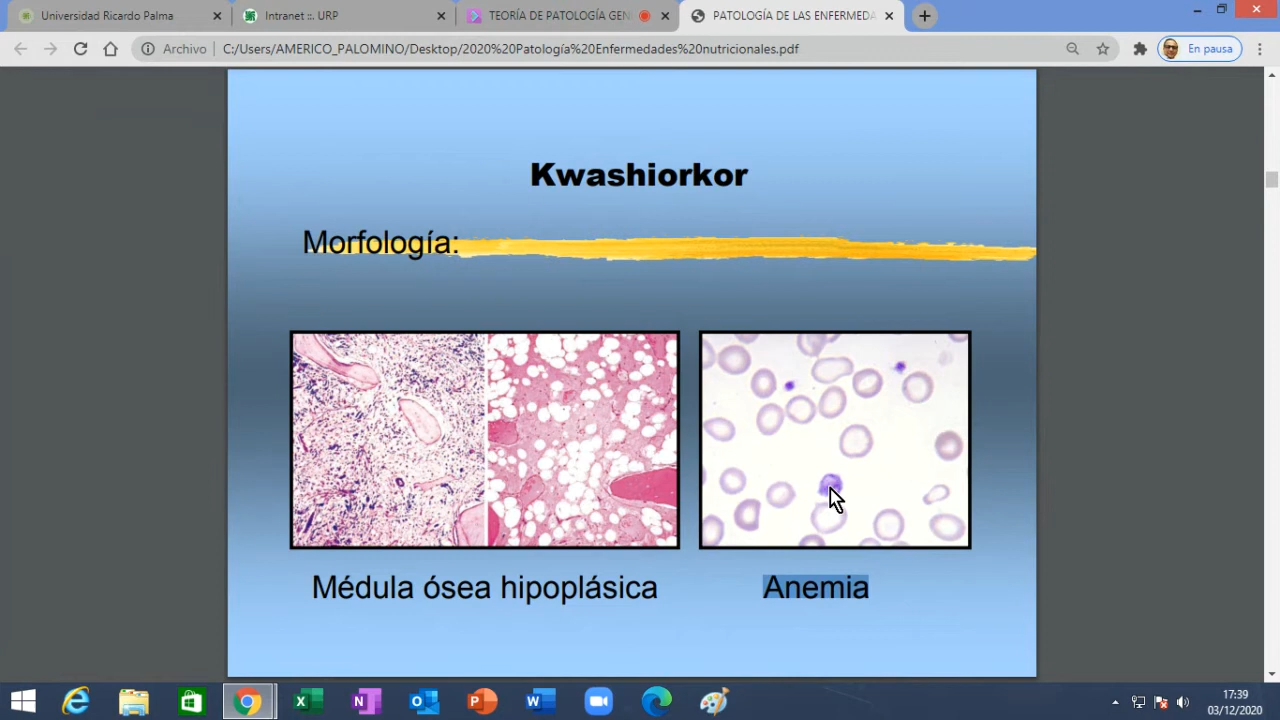 Universidad Ricardo Palma
Intranet ::. URP
TEORÍA DE PATOLOGÍA GEN
PATOLOGÍA DE LAS ENFERMEDA
Archivo
C:/Users/AMERICO_PALOMINO/Desktop/2020%20Patología%20Enfermedades%20nutricionales.pdf
En pausa
Kwashiorkor
Morfología:
Médula ósea hipoplásica
Anemia
17:39
03/12/2020